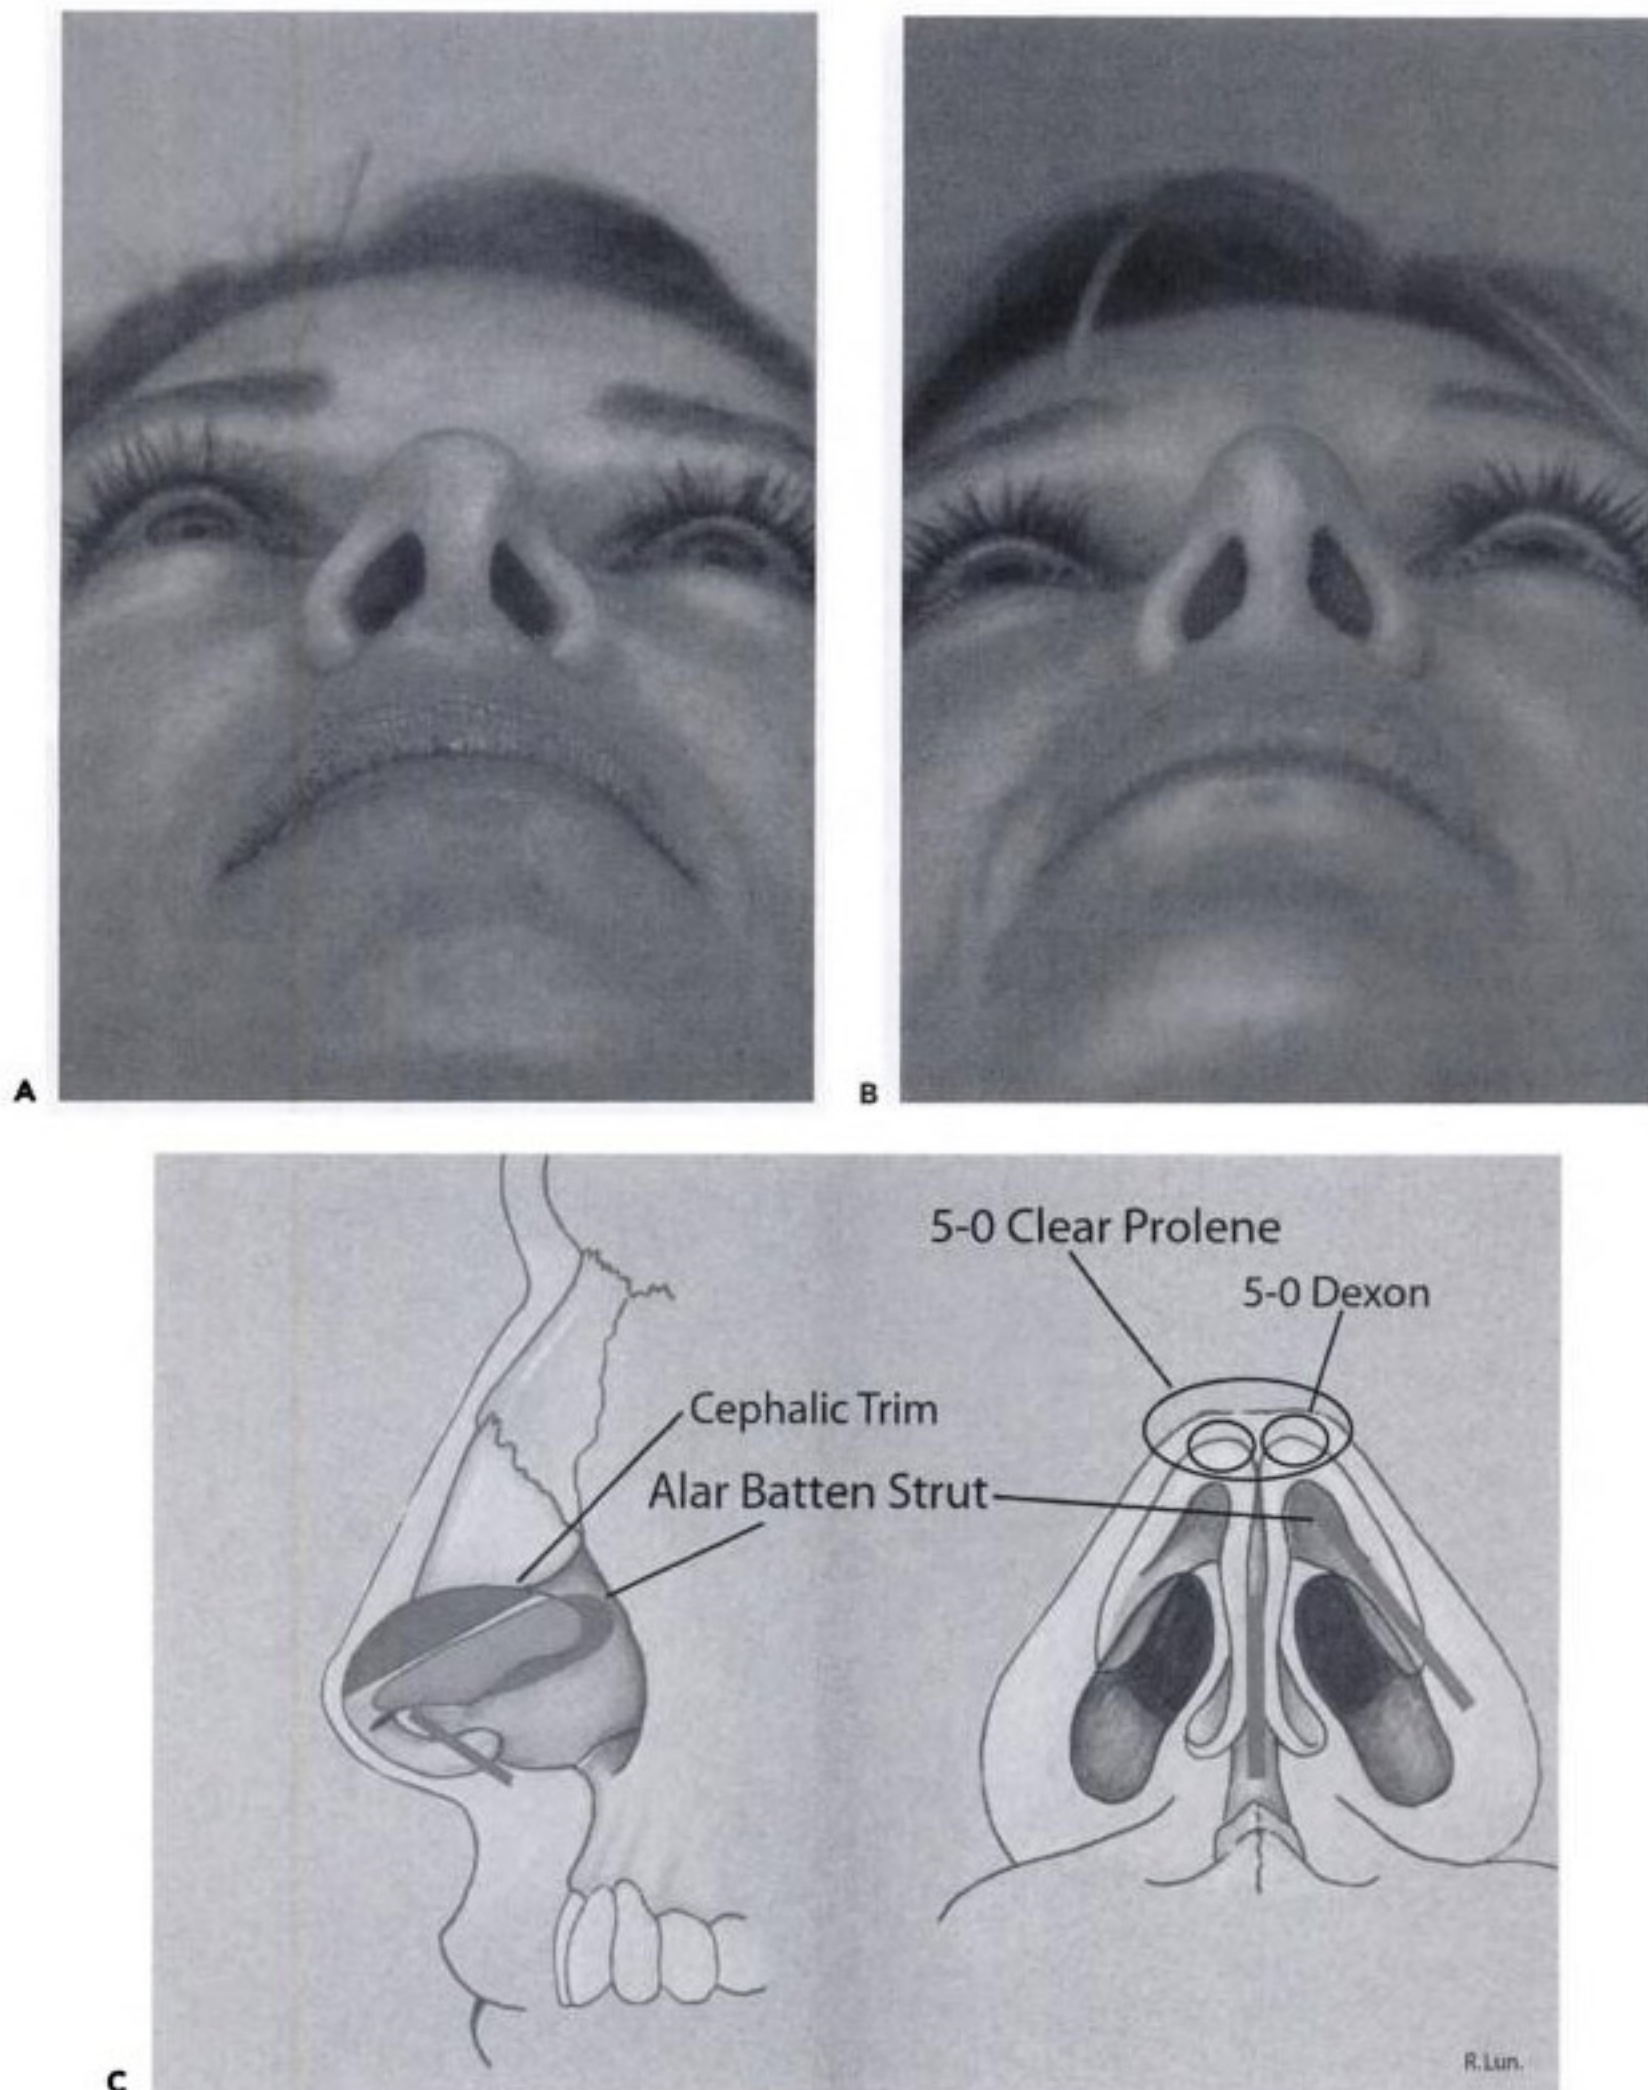 A
B
5-0 Clear Prolene
5-0 Dexon
Cephalic Trim
Alar Batten Strut
R.Lun.
C